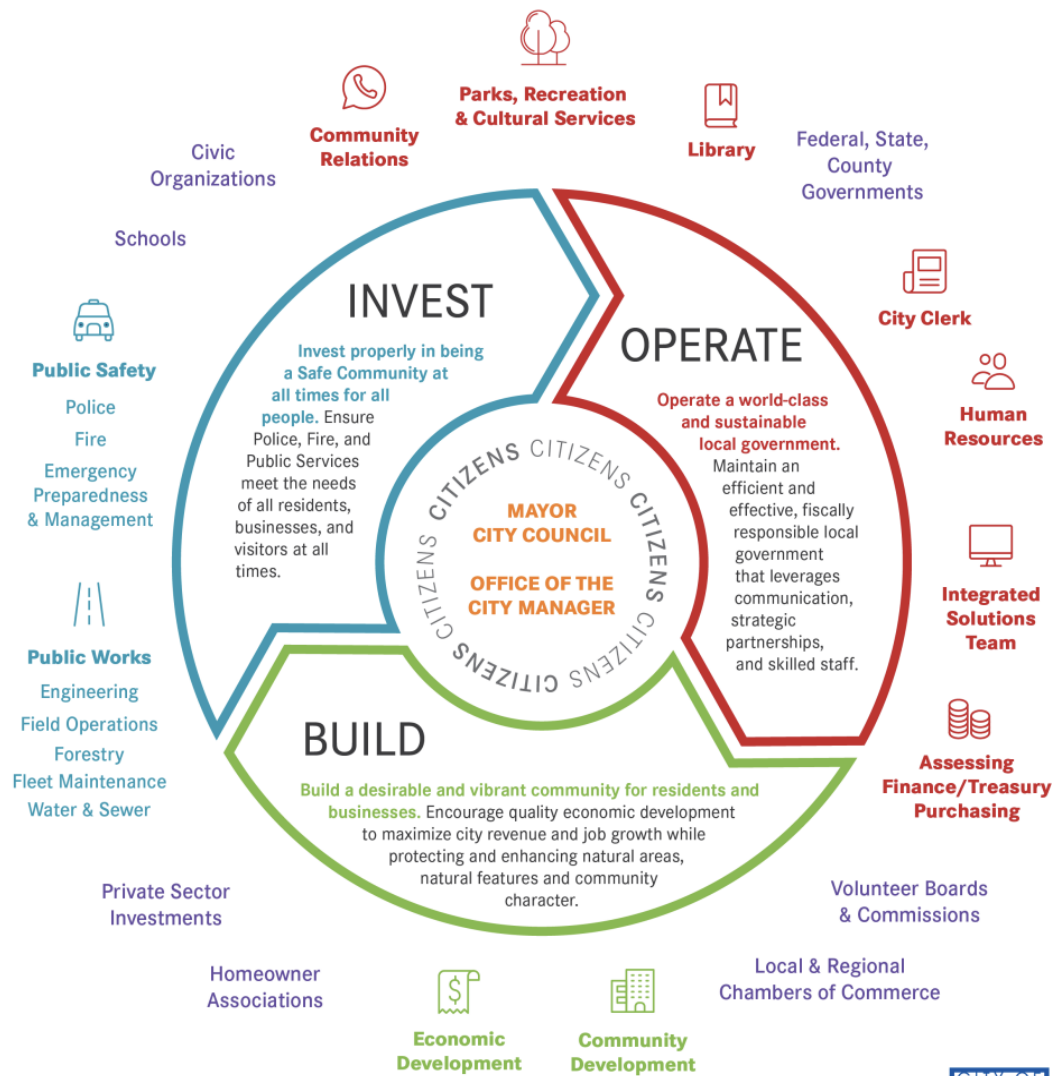 Parks, Recreation
& Cultural Services
Community
Relations
Library
Federal, State,
County
Governments
Civic
Organizations
Schools
City Clerk
Human
Resources
Integrated
Solutions
Team
Assessing
Finance/Treasury
Purchasing
Public Safety
Police
Fire
Emergency
Preparedness
& Management
Public Works
Engineering
Field Operations
Forestry
Fleet Maintenance
Water & Sewer
INVEST
Invest properly in being
a Safe Community at
all times for all
people. Ensure
Police, Fire, and
Public Services
meet the needs
of all residents,
businesses, and
visitors at all
times.
OPERATE
Operate a world-class
and sustainable
local government.
Maintain an
efficient and
effective, fiscally
responsible local
government
that leverages
communication,
strategic
partnerships,
and skilled staff.
CITIZENS CITIZENS CITIZENS CITIZENS CITIZENS CITIZENS CITIZENS
MAYOR
CITY COUNCIL
OFFICE OF THE
CITY MANAGER
BUILD
Build a desirable and vibrant community for residents and
businesses. Encourage quality economic development
to maximize city revenue and job growth while
protecting and enhancing natural areas,
natural features and community
character.
Private Sector
Investments
Homeowner
Associations
Economic
Development
Community
Development
Local & Regional
Chambers of Commerce
Volunteer Boards
& Commissions
CITY OF